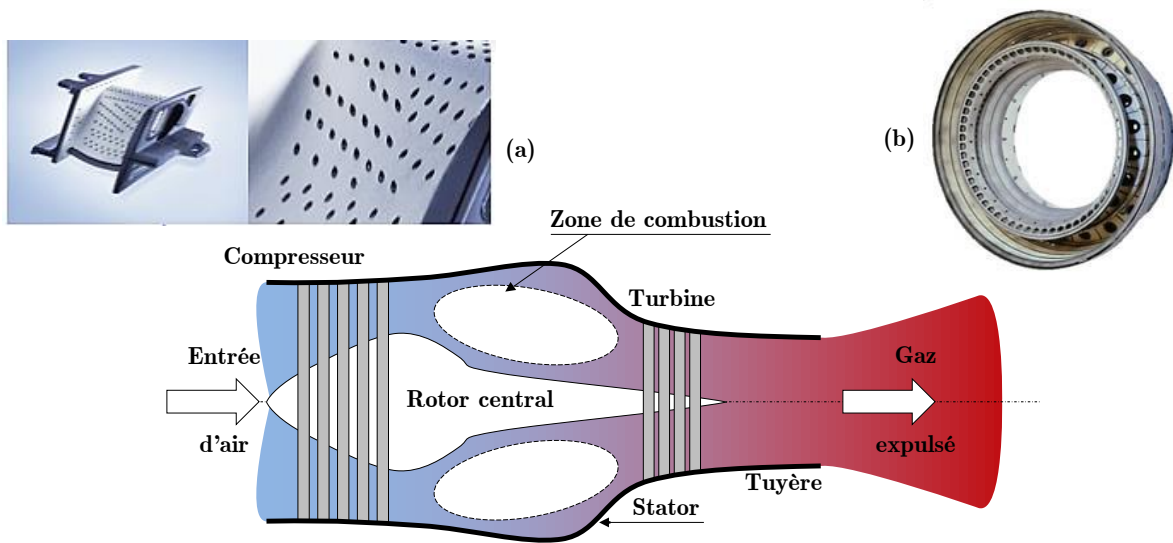 (a)
(b)
Zone de combustion
Compresseur
Turbine
Entrée
d'air
Rotor central
Gaz
expulsé
Tuyère
Stator